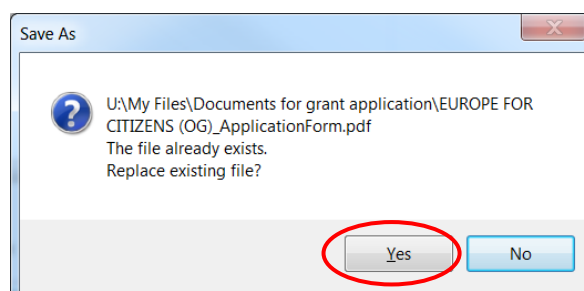 Save As
U:\My Files\Documents for grant application\EUROPE FOR
CITIZENS (OG)_ApplicationForm.pdf
The file already exists.
Replace existing file?
Yes
No